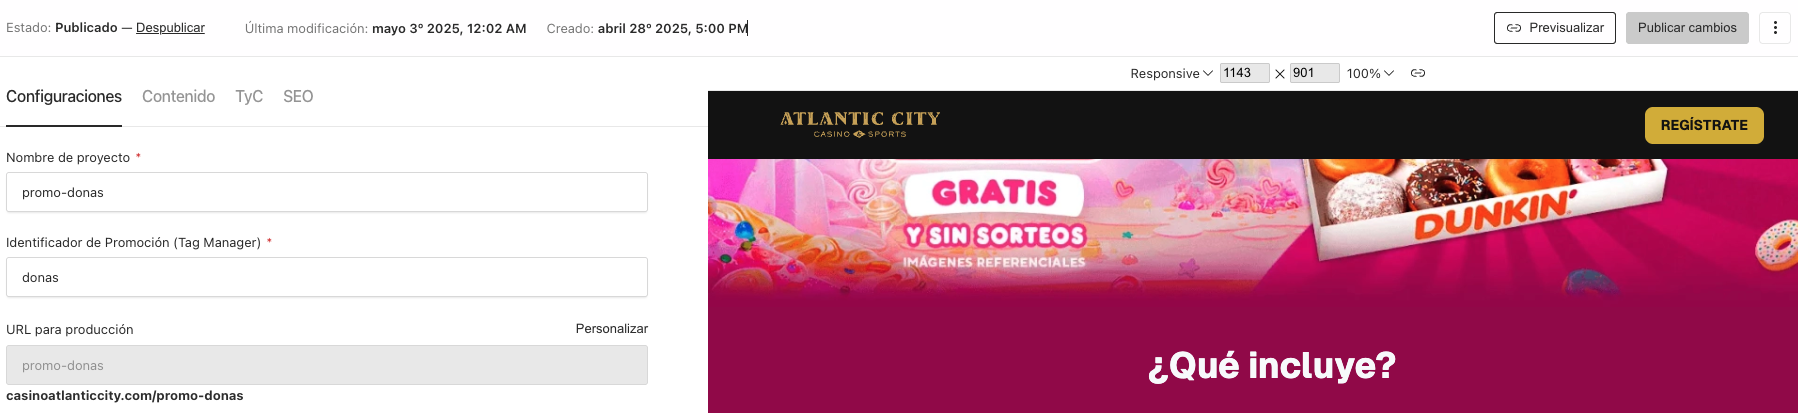 Estado: Publicado — Despublicar Última modificación: mayo 3º 2025, 12:02 AM Creado: abril 28º 2025, 5:00 PM Previsualizar Publicar cambios
Responsive 1143 × 901 100%
Configuraciones Contenido TyC SEO
Nombre de proyecto *
promo-donas
Identificador de Promoción (Tag Manager) *
donas
URL para producción Personalizar
promo-donas
casinoatlanticcity.com/promo-donas
ATLANTIC CITY
CASINO SPORTS
REGÍSTRATE
GRATIS
Y SIN SORTEOS
IMÁGENES REFERENCIALES
DUNKIN'
¿Qué incluye?